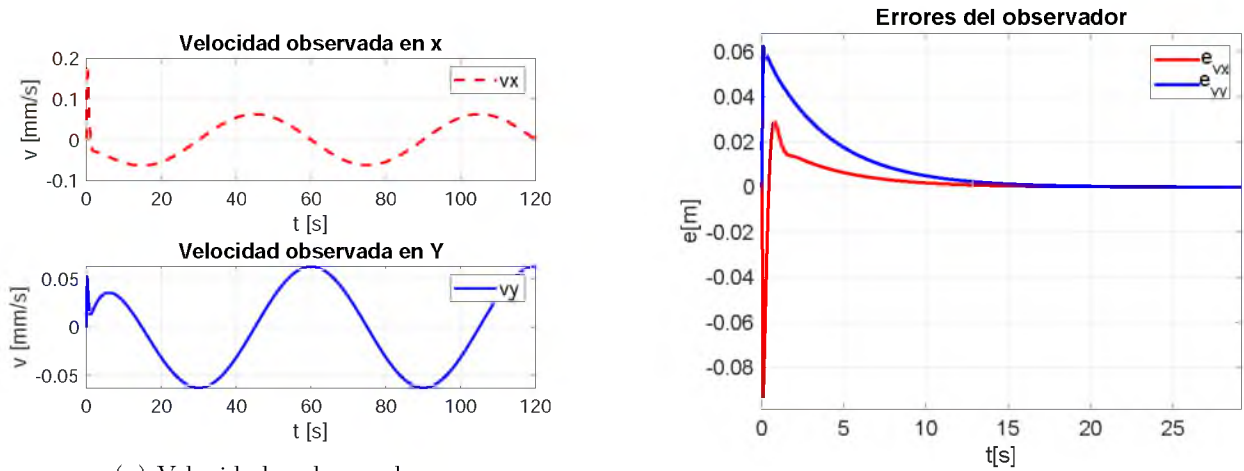 Velocidad observada en x
v [mm/s]
0.2
0.1
0
-0.1
vx
0 20 40 60 80 100 120
t [s]
Velocidad observada en Y
v [mm/s]
0.05
0
-0.05
vy
0 20 40 60 80 100 120
t [s]
Errores del observador
e[m]
0.06
0.04
0.02
0
-0.02
-0.04
-0.06
-0.08
e_vx
e_vy
0 5 10 15 20 25
t[s]